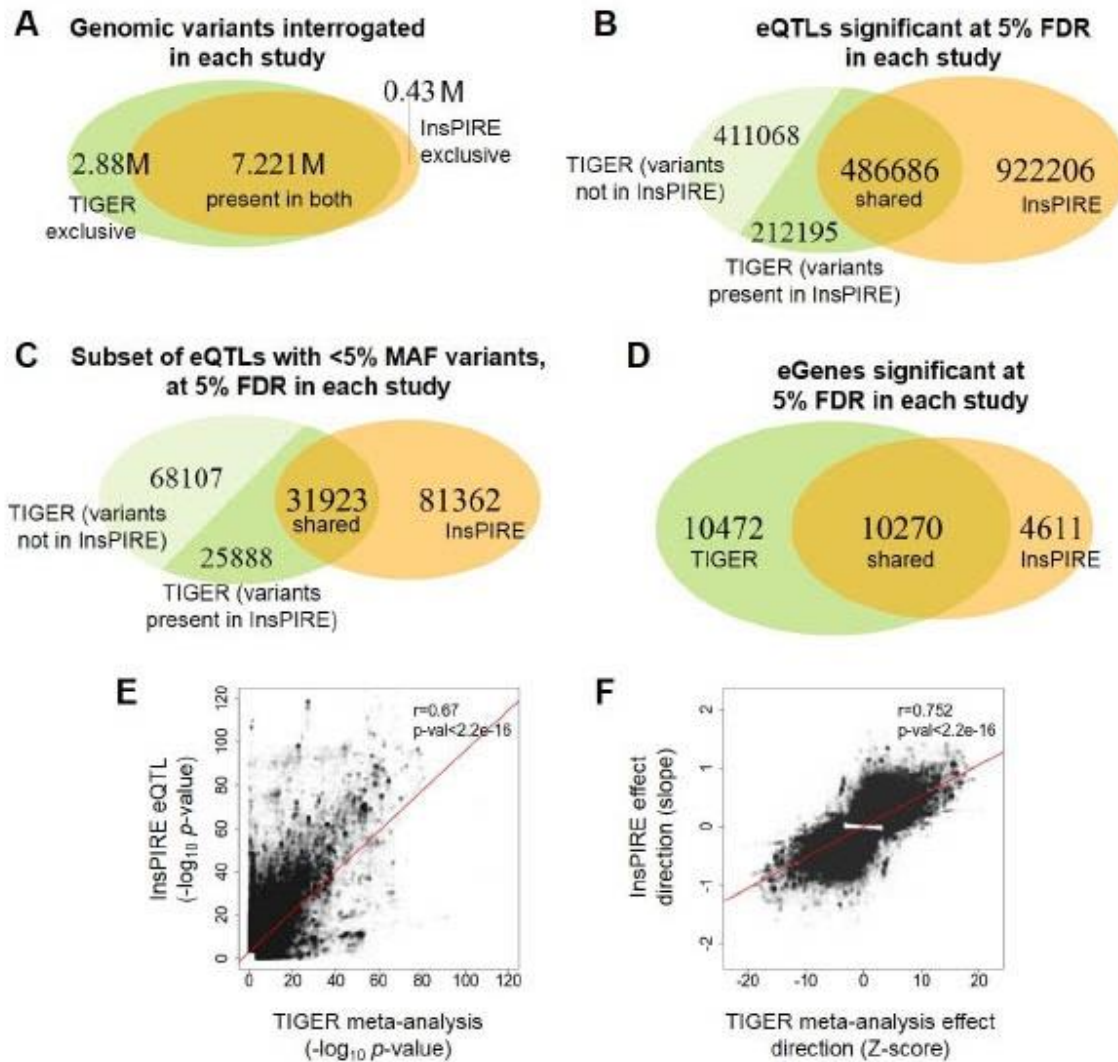 A
Genomic variants interrogated
in each study
0.43M
InsPIRE
exclusive
2.88M
TIGER
exclusive
7.221M
present in both
B
eQTLs significant at 5% FDR
in each study
411068
TIGER (variants
not in InsPIRE)
486686
shared
922206
InsPIRE
212195
TIGER (variants
present in InsPIRE)
C
Subset of eQTLs with <5% MAF variants,
at 5% FDR in each study
68107
TIGER (variants
not in InsPIRE)
31923
shared
81362
InsPIRE
25888
TIGER (variants
present in InsPIRE)
D
eGenes significant at
5% FDR in each study
10472
TIGER
10270
shared
4611
InsPIRE
E
InsPIRE eQTL
(-log10 p-value)
120
100
80
60
40
20
0
r=0.67
p-val<2.2e-16
0 20 40 60 80 100 120
TIGER meta-analysis
(-log10 p-value)
F
InsPIRE effect
direction (slope)
2
1
0
-1
-2
r=0.752
p-val<2.2e-16
-20 -10 0 10 20
TIGER meta-analysis effect
direction (Z-score)